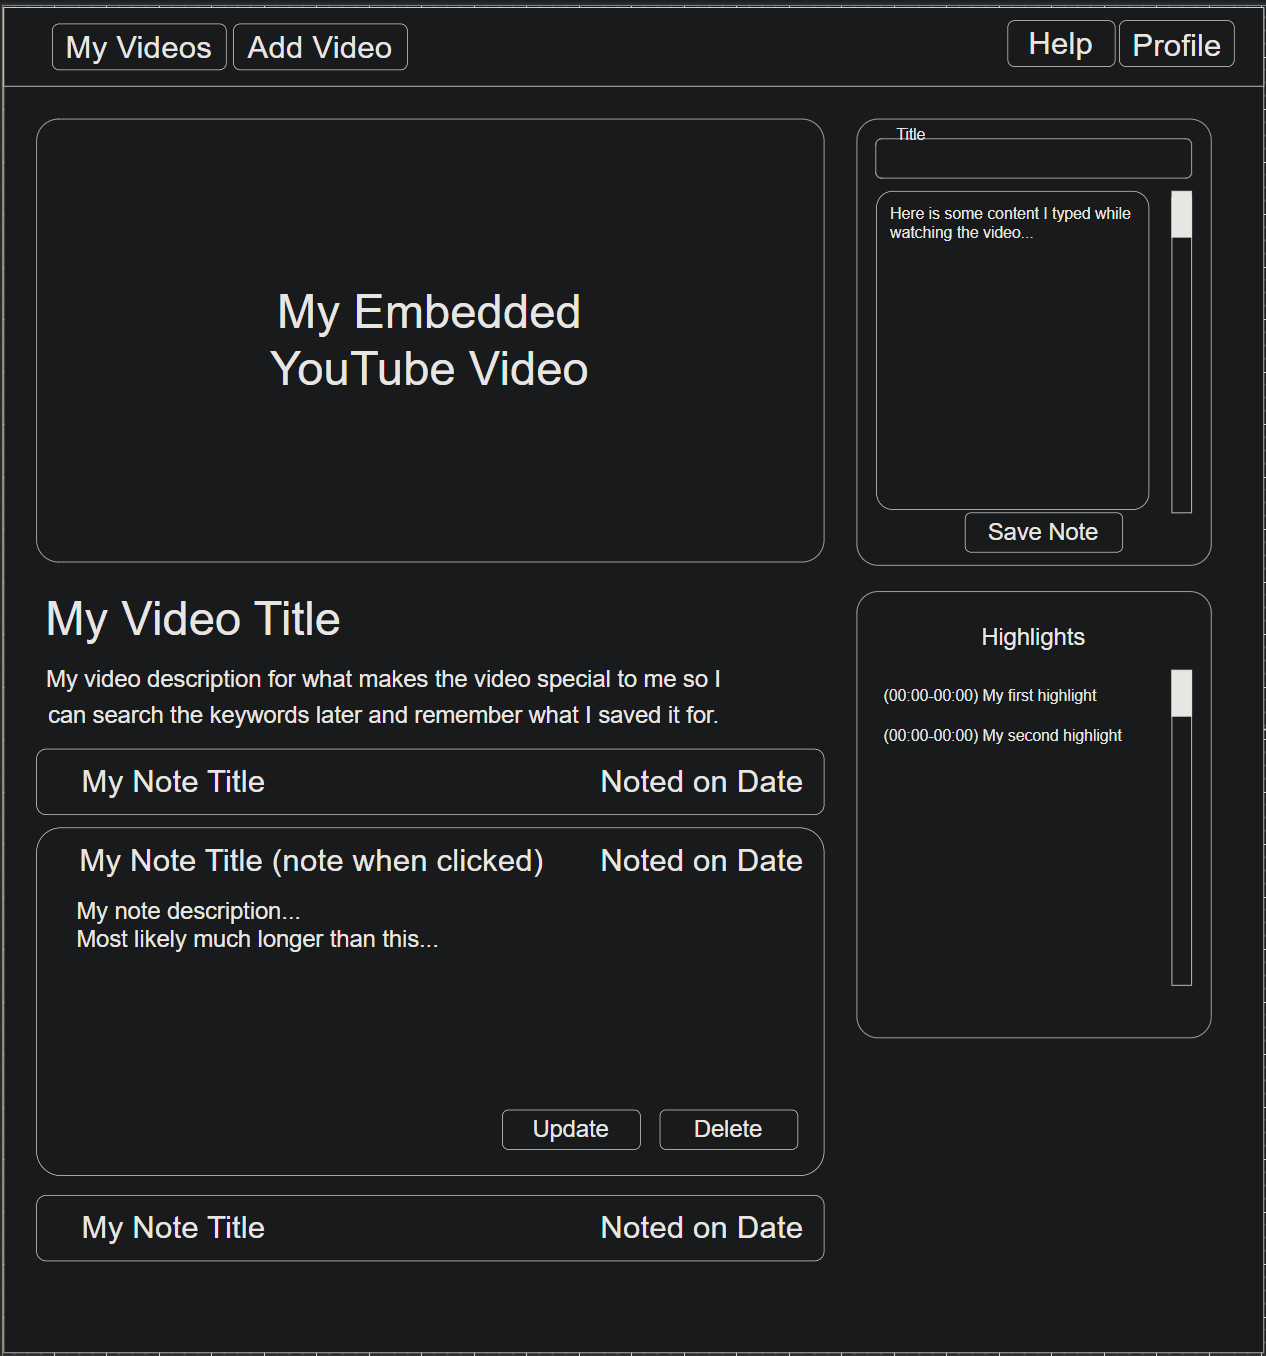 My Videos
Add Video
Help
Profile
My Embedded
YouTube Video
Title
Here is some content I typed while
watching the video...
Save Note
My Video Title
My video description for what makes the video special to me so I
can search the keywords later and remember what I saved it for.
Highlights
(00:00-00:00) My first highlight
(00:00-00:00) My second highlight
My Note Title
Noted on Date
My Note Title (note when clicked)
Noted on Date
My note description...
Most likely much longer than this...
Update
Delete
My Note Title
Noted on Date